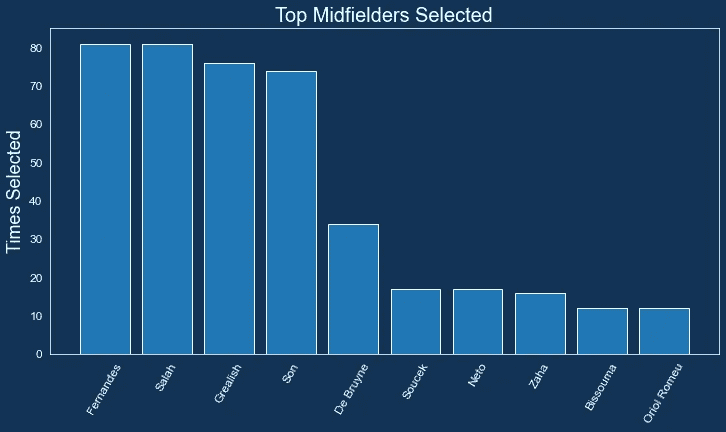 Top Midfielders Selected
Times Selected
80
70
60
50
40
30
20
10
0
Fernandes
Salah
Grealish
Son
De Bruyne
Soucek
Neto
Zaha
Bissouma
Oriol Romeu